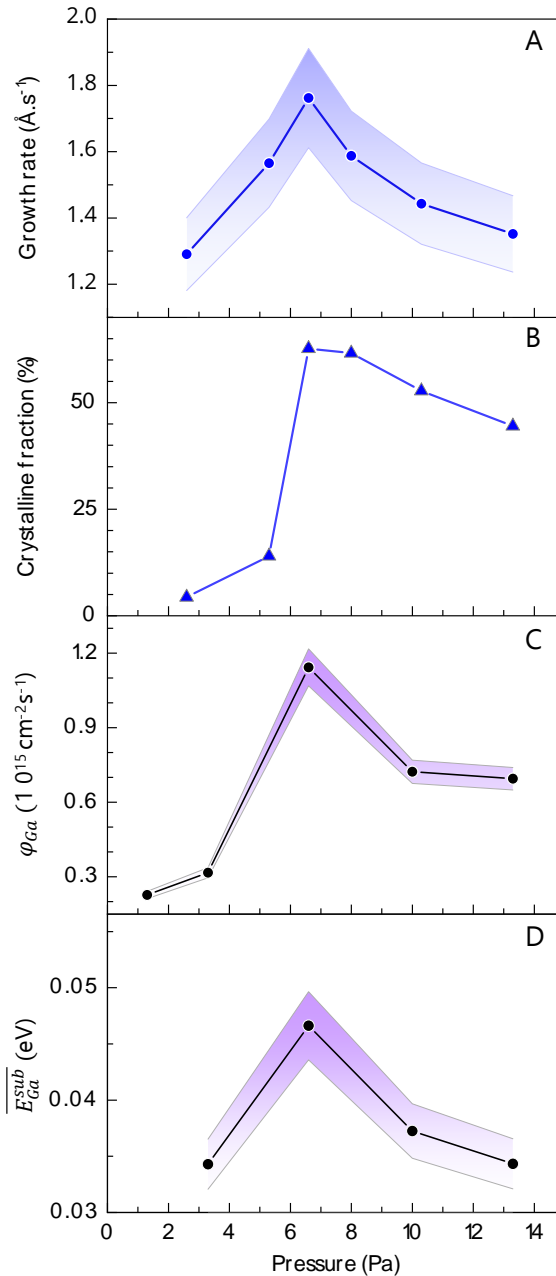 A
Growth rate (Å.s⁻¹)
2.0
1.8
1.6
1.4
1.2
B
Crystalline fraction (%)
50
25
0
C
φGa (1 0¹⁵ cm⁻²s⁻¹)
1.2
0.9
0.6
0.3
D
E̅Gasub (eV)
0.05
0.04
0.03
0 2 4 6 8 10 12 14
Pressure (Pa)